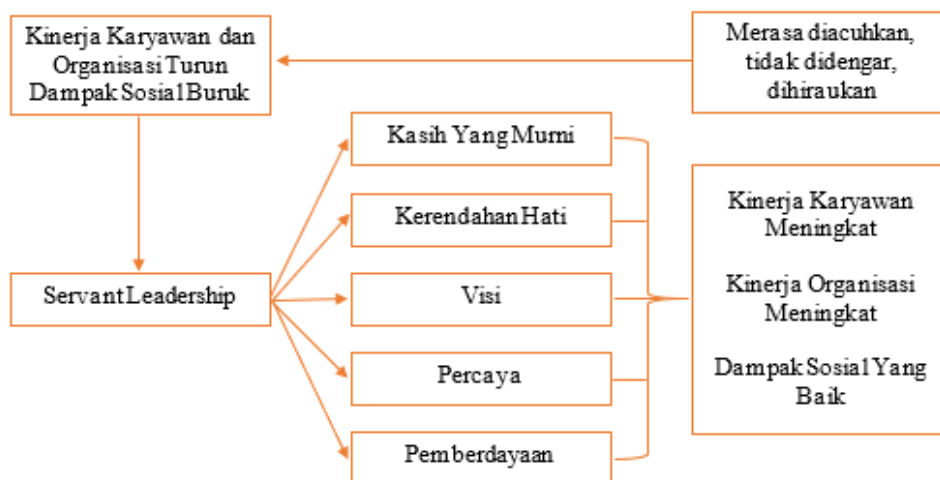 Kinerja Karyawan dan
Organisasi Turun
Dampak Sosial Buruk
Merasa diacuhkan,
tidak didengar,
dihiraukan
Kasih Yang Murni
Kerendahan Hati
Servant Leadership
Visi
Percaya
Pemberdayaan
Kinerja Karyawan
Meningkat
Kinerja Organisasi
Meningkat
Dampak Sosial Yang
Baik